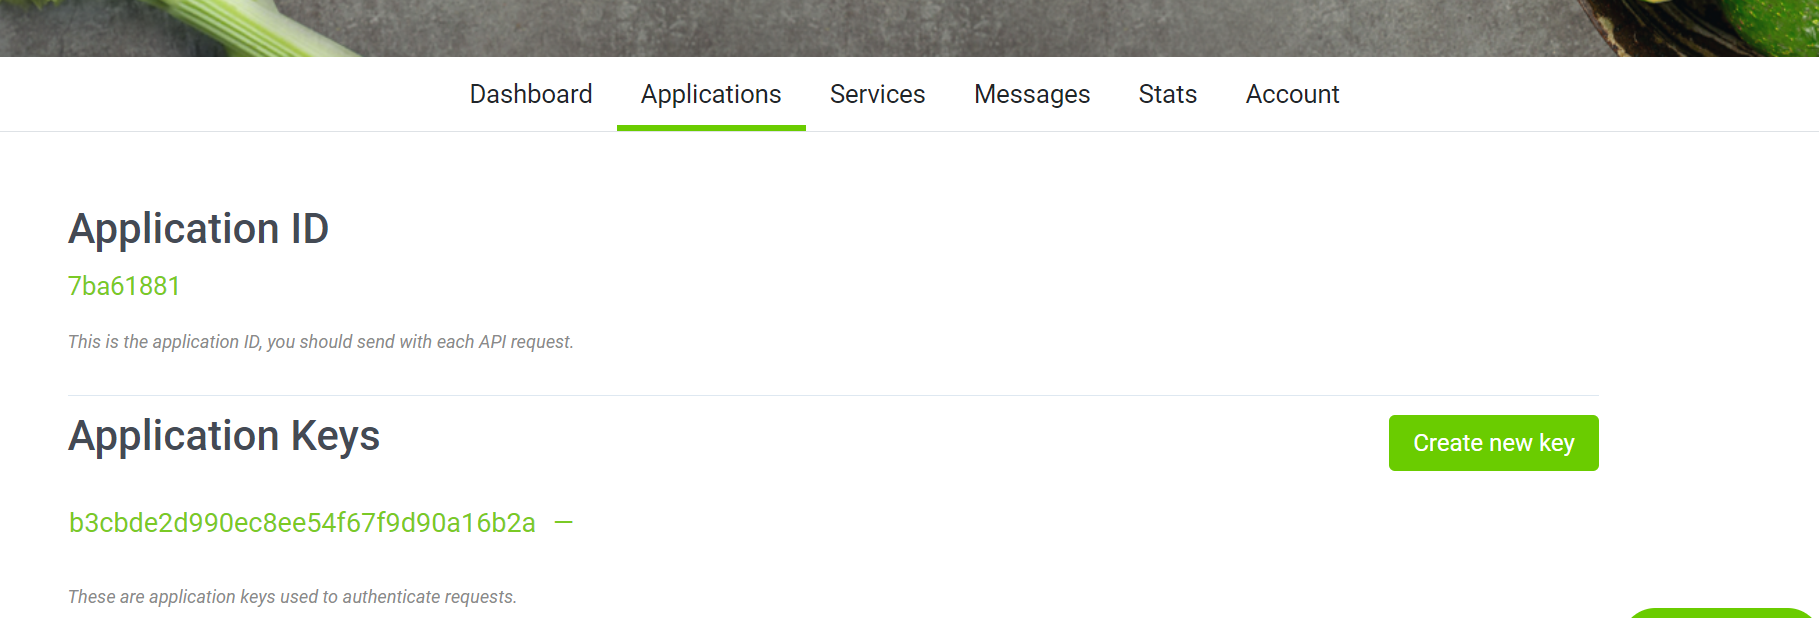 Dashboard Applications Services Messages Stats Account
Application ID
7ba61881
This is the application ID, you should send with each API request.
Application Keys
Create new key
b3cbde2d990ec8ee54f67f9d90a16b2a —
These are application keys used to authenticate requests.